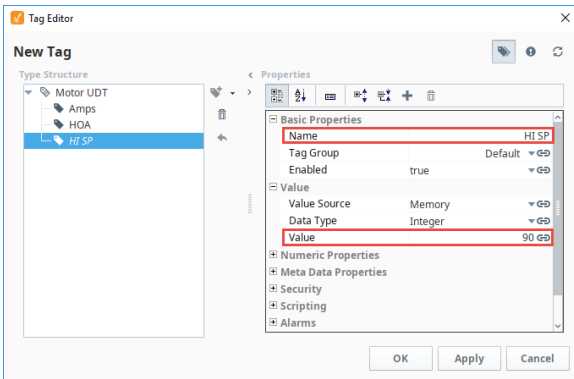 Tag Editor
New Tag
Type Structure
Motor UDT
Amps
HOA
HI SP
Properties
Basic Properties
Name HI SP
Tag Group Default
Enabled true
Value
Value Source Memory
Data Type Integer
Value 90
Numeric Properties
Meta Data Properties
Security
Scripting
Alarms
OK Apply Cancel